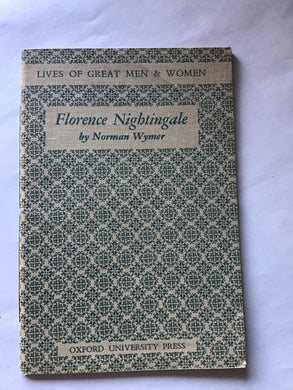 LIVES OF GREAT MEN & WOMEN
Florence Nightingale
by Norman Wymer
OXFORD UNIVERSITY PRESS